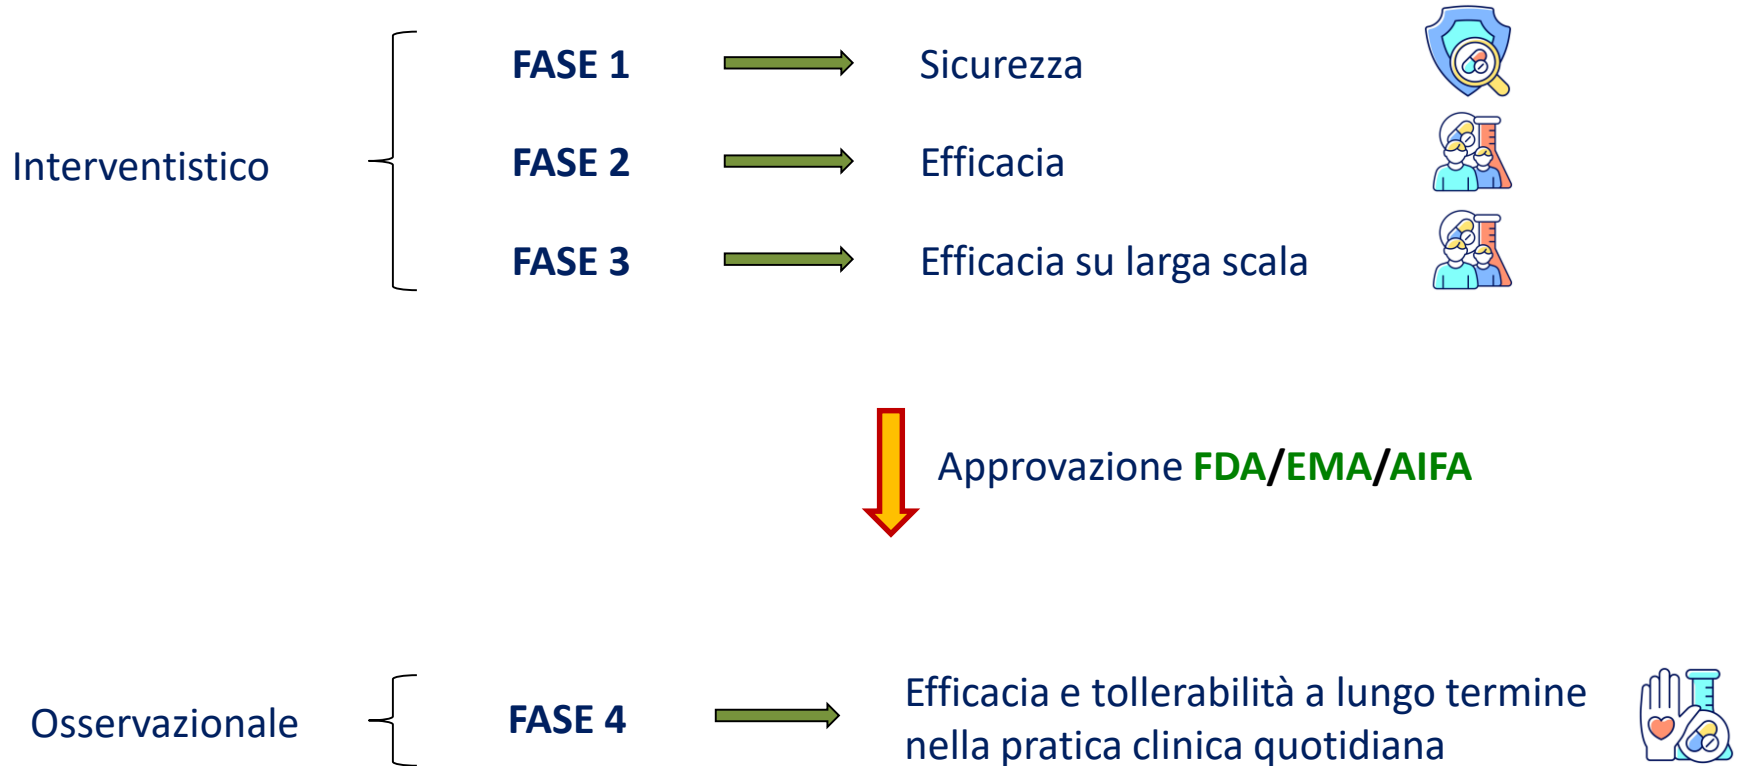 FASE 1
Sicurezza
Interventistico
FASE 2
Efficacia
FASE 3
Efficacia su larga scala
Approvazione FDA/EMA/AIFA
Osservazionale
FASE 4
Efficacia e tollerabilità a lungo termine
nella pratica clinica quotidiana